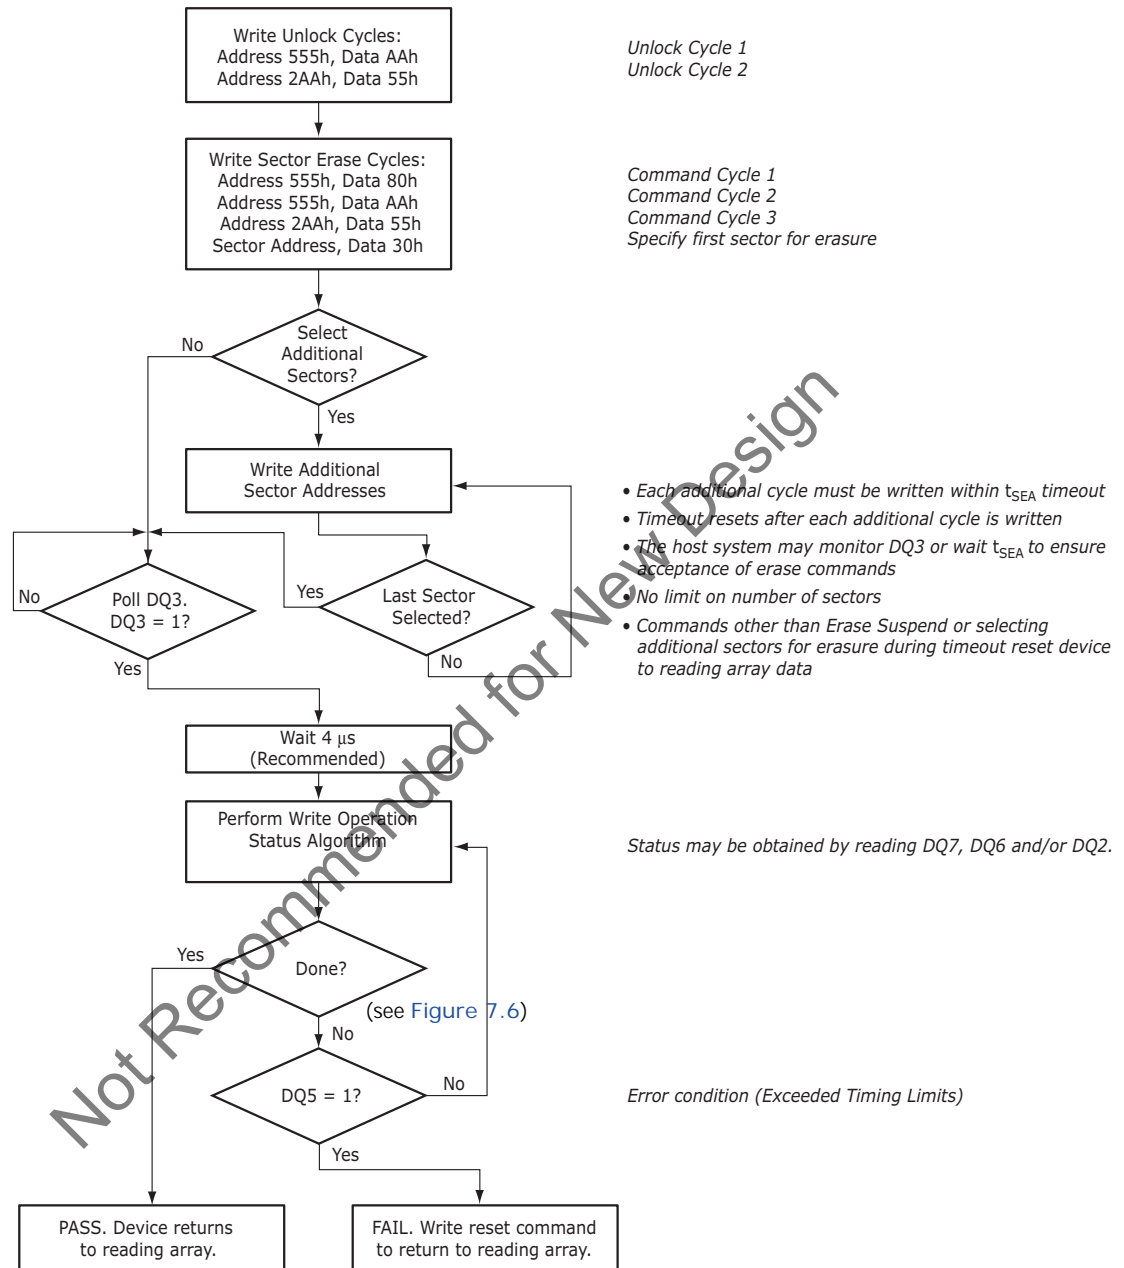 Write Unlock Cycles:
Address 555h, Data AAh
Address 2AAh, Data 55h
Unlock Cycle 1
Unlock Cycle 2
Write Sector Erase Cycles:
Address 555h, Data 80h
Address 555h, Data AAh
Address 2AAh, Data 55h
Sector Address, Data 30h
Command Cycle 1
Command Cycle 2
Command Cycle 3
Specify first sector for erasure
Select
Additional
Sectors?
No
Yes
Write Additional
Sector Addresses
• Each additional cycle must be written within tSEA timeout
• Timeout resets after each additional cycle is written
• The host system may monitor DQ3 or wait tSEA to ensure
acceptance of erase commands
• No limit on number of sectors
• Commands other than Erase Suspend or selecting
additional sectors for erasure during timeout reset device
to reading array data
No
Poll DQ3.
DQ3 = 1?
Yes
Yes
Last Sector
Selected?
No
Wait 4 μs
(Recommended)
Perform Write Operation
Status Algorithm
Status may be obtained by reading DQ7, DQ6 and/or DQ2.
Yes
Done?
(see Figure 7.6)
No
DQ5 = 1?
No
Error condition (Exceeded Timing Limits)
Yes
PASS. Device returns
to reading array.
FAIL. Write reset command
to return to reading array.
Not Recommended for New Design